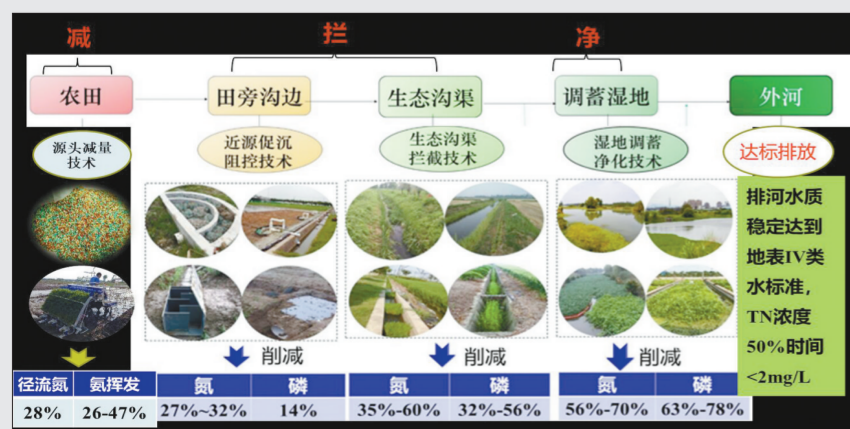 减
拦
净
农田
田旁沟边
生态沟渠
调蓄湿地
外河
源头减量
技术
近源促沉
阻控技术
生态沟渠
拦截技术
湿地调蓄
净化技术
达标排放
排河水质
稳定达到
地表IV类
水标准，
TN浓度
50%时间
<2mg/L
削减
削减
削减
径流氮 氨挥发
28% 26-47%
氮 磷
27%~32% 14%
氮 磷
35%-60% 32%-56%
氮 磷
56%-70% 63%-78%